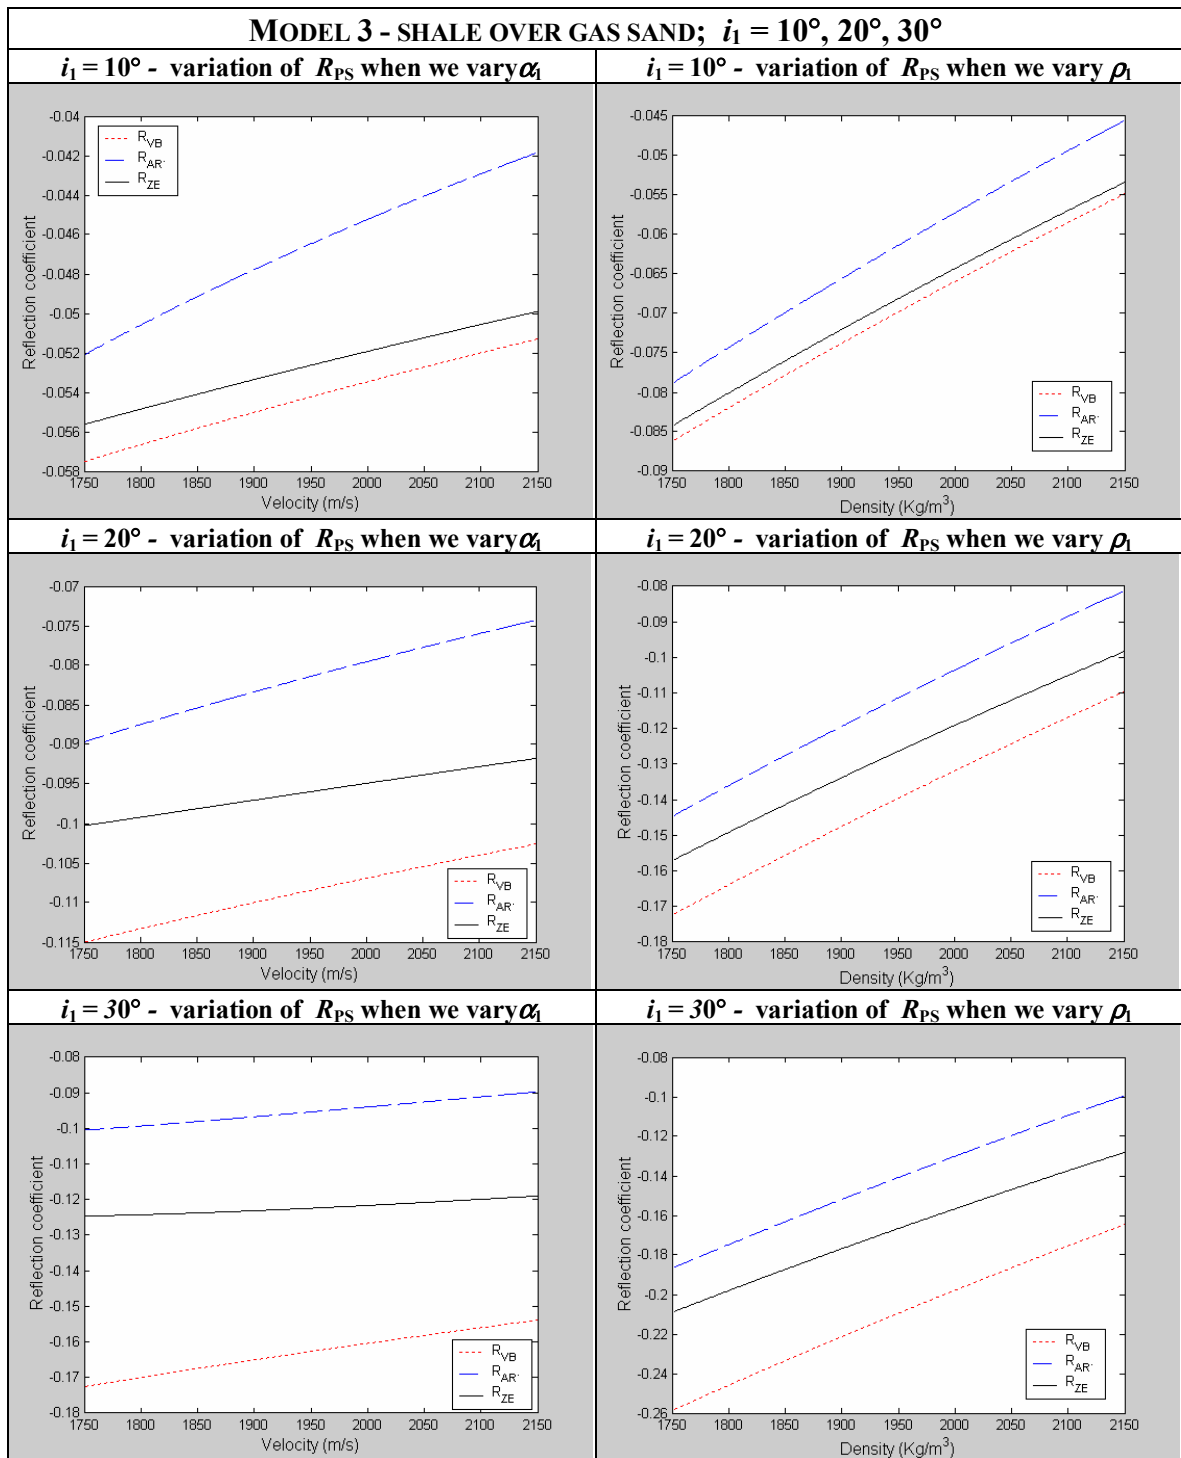 MODEL 3 - SHALE OVER GAS SAND; i1 = 10°, 20°, 30°
i1 = 10° - variation of RPS when we vary α1
i1 = 10° - variation of RPS when we vary ρ1
-0.04
-0.042
-0.044
-0.046
-0.048
-0.05
-0.052
-0.054
-0.056
-0.058
Reflection coefficient
RVB
RAR'
RZE
1750 1800 1850 1900 1950 2000 2050 2100 2150
Velocity (m/s)
-0.045
-0.05
-0.055
-0.06
-0.065
-0.07
-0.075
-0.08
-0.085
-0.09
Reflection coefficient
RVB
RAR'
RZE
1750 1800 1850 1900 1950 2000 2050 2100 2150
Density (Kg/m³)
i1 = 20° - variation of RPS when we vary α1
i1 = 20° - variation of RPS when we vary ρ1
-0.07
-0.075
-0.08
-0.085
-0.09
-0.095
-0.1
-0.105
-0.11
-0.115
Reflection coefficient
RVB
RAR'
RZE
1750 1800 1850 1900 1950 2000 2050 2100 2150
Velocity (m/s)
-0.08
-0.09
-0.1
-0.11
-0.12
-0.13
-0.14
-0.15
-0.16
-0.17
-0.18
Reflection coefficient
RVB
RAR'
RZE
1750 1800 1850 1900 1950 2000 2050 2100 2150
Density (Kg/m³)
i1 = 30° - variation of RPS when we vary α1
i1 = 30° - variation of RPS when we vary ρ1
-0.08
-0.09
-0.1
-0.11
-0.12
-0.13
-0.14
-0.15
-0.16
-0.17
-0.18
Reflection coefficient
RVB
RAR'
RZE
1750 1800 1850 1900 1950 2000 2050 2100 2150
Velocity (m/s)
-0.08
-0.1
-0.12
-0.14
-0.16
-0.18
-0.2
-0.22
-0.24
-0.26
Reflection coefficient
RVB
RAR'
RZE
1750 1800 1850 1900 1950 2000 2050 2100 2150
Density (Kg/m³)